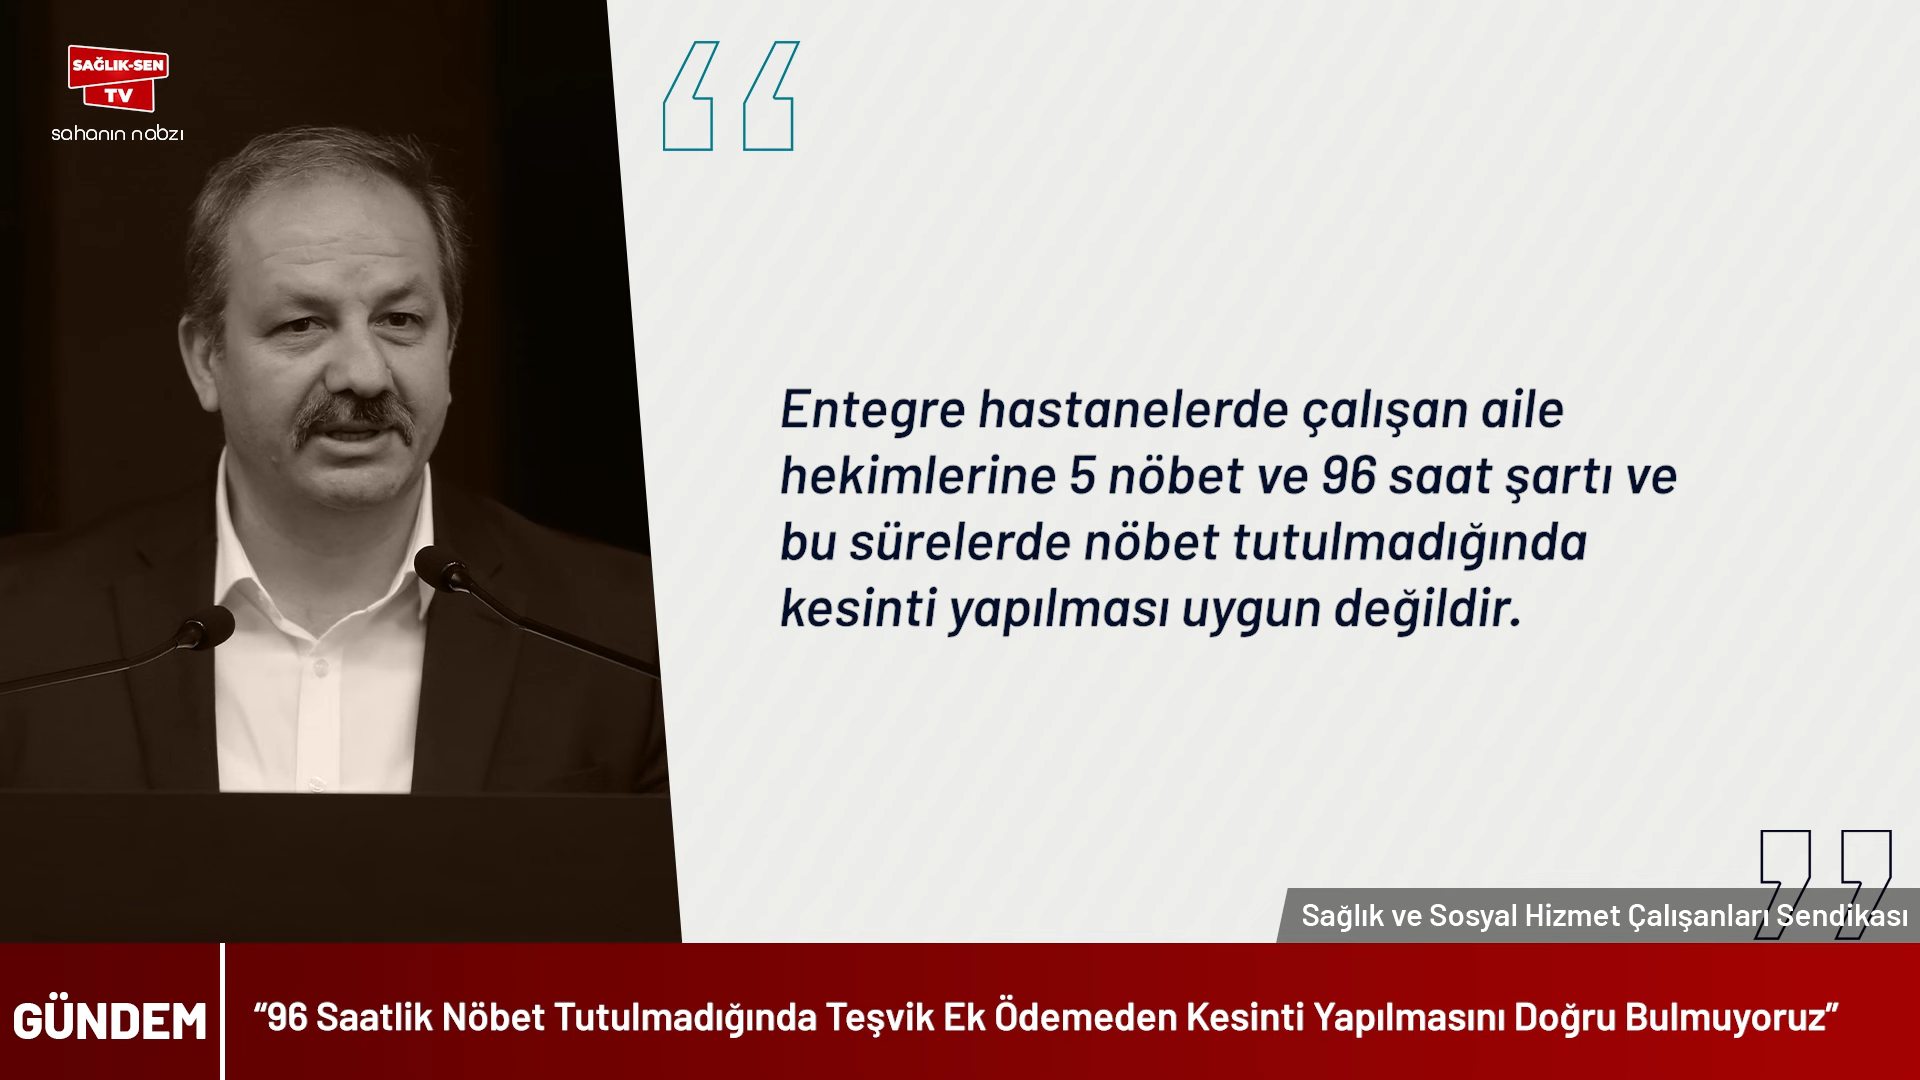 SAĞLIK-SEN
TV
sahanın nabzı
Entegre hastanelerde çalışan aile
hekimlerine 5 nöbet ve 96 saat şartı ve
bu sürelerde nöbet tutulmadığında
kesinti yapılması uygun değildir.
Sağlık ve Sosyal Hizmet Çalışanları Sendikası
GÜNDEM
“96 Saatlik Nöbet Tutulmadığında Teşvik Ek Ödemeden Kesinti Yapılmasını Doğru Bulmuyoruz”